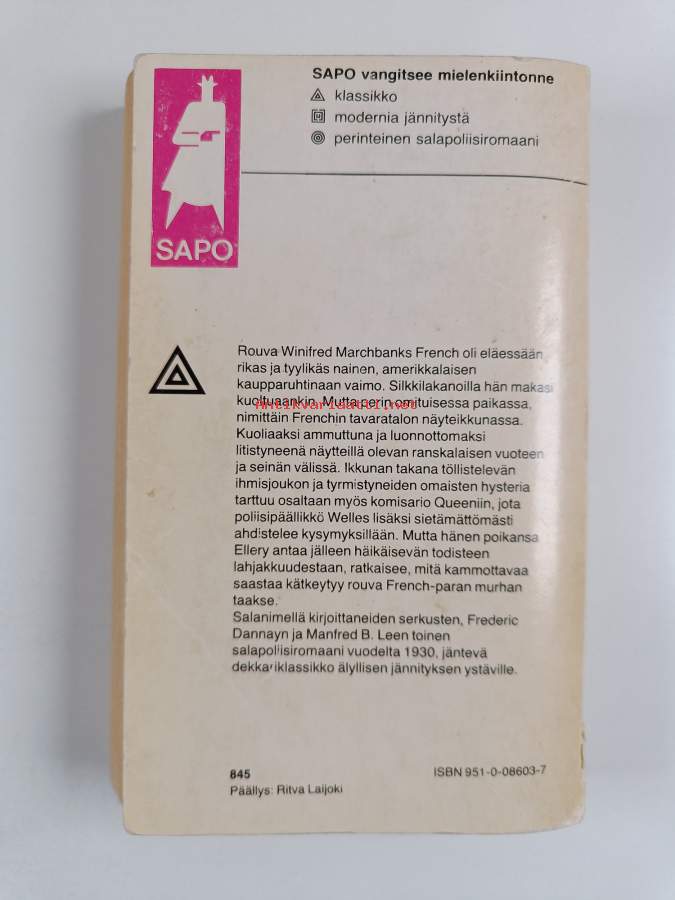 SAPO vangitsee mielenkiintonne
klassikko
modernia jännitystä
perinteinen salapoliisiromaani
SAPO
Rouva Winifred Marchbanks French oli eläessään
rikas ja tyylikäs nainen, amerikkalaisen
kaupparuhtinaan vaimo. Silkkilakanoilla hän makasi
kuoltuaankin. Mutta perin omituisessa paikassa,
Antikvariaatti.net
nimittäin Frenchin tavaratalon näyteikkunassa.
Kuoliaaksi ammuttuna ja luonnottomaksi
litistyneenä näytteillä olevan ranskalaisen vuoteen
ja seinän välissä. Ikkunan takana töllistelevän
ihmisjoukon ja tyrmistyneiden omaisten hysteria
tarttuu osaltaan myös komisario Queeniin, jota
poliisipäällikkö Welles lisäksi sietämättömästi
ahdistelee kysymyksillään. Mutta hänen poikansa
Ellery antaa jälleen häikäisevän todisteen
lahjakkuudestaan, ratkaisee, mitä kammottavaa
saastaa kätkeytyy rouva French-paran murhan
taakse.
Salanimellä kirjoittaneiden serkusten, Frederic
Dannayn ja Manfred B. Leen toinen
salapoliisiromaani vuodelta 1930, jäntevä
dekkariklassikko älyllisen jännityksen ystäville.
845
ISBN 951-0-08603-7
Päällys: Ritva Laijoki